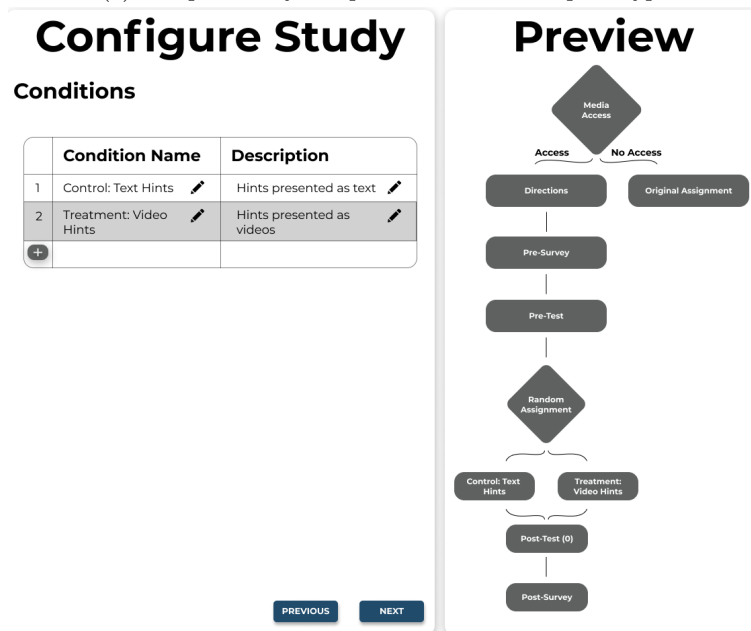 Configure Study
Conditions
Condition Name Description
1 Control: Text Hints Hints presented as text
2 Treatment: Video Hints presented as
Hints videos
+
PREVIOUS NEXT
Preview
Media
Access
Access No Access
Directions Original Assignment
Pre-Survey
Pre-Test
Random
Assignment
Control: Text Treatment:
Hints Video Hints
Post-Test (0)
Post-Survey